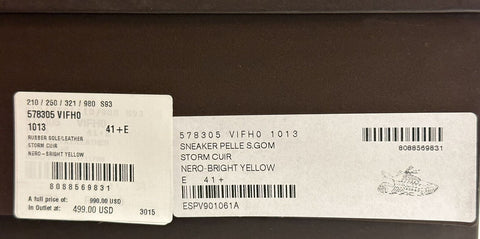 210 / 250 / 321 / 980 S93
578305 VIFH0
1013 41+E
RUBBER SOLE/LEATHER
STORM CUIR
NERO-BRIGHT YELLOW
8088569831
A full price of: 990.00 USD
In Outlet at: 499.00 USD 3015
578305 VIFH0 1013
SNEAKER PELLE S.GOM
STORM CUIR
NERO-BRIGHT YELLOW
E 41+
ESPV901061A
8088569831